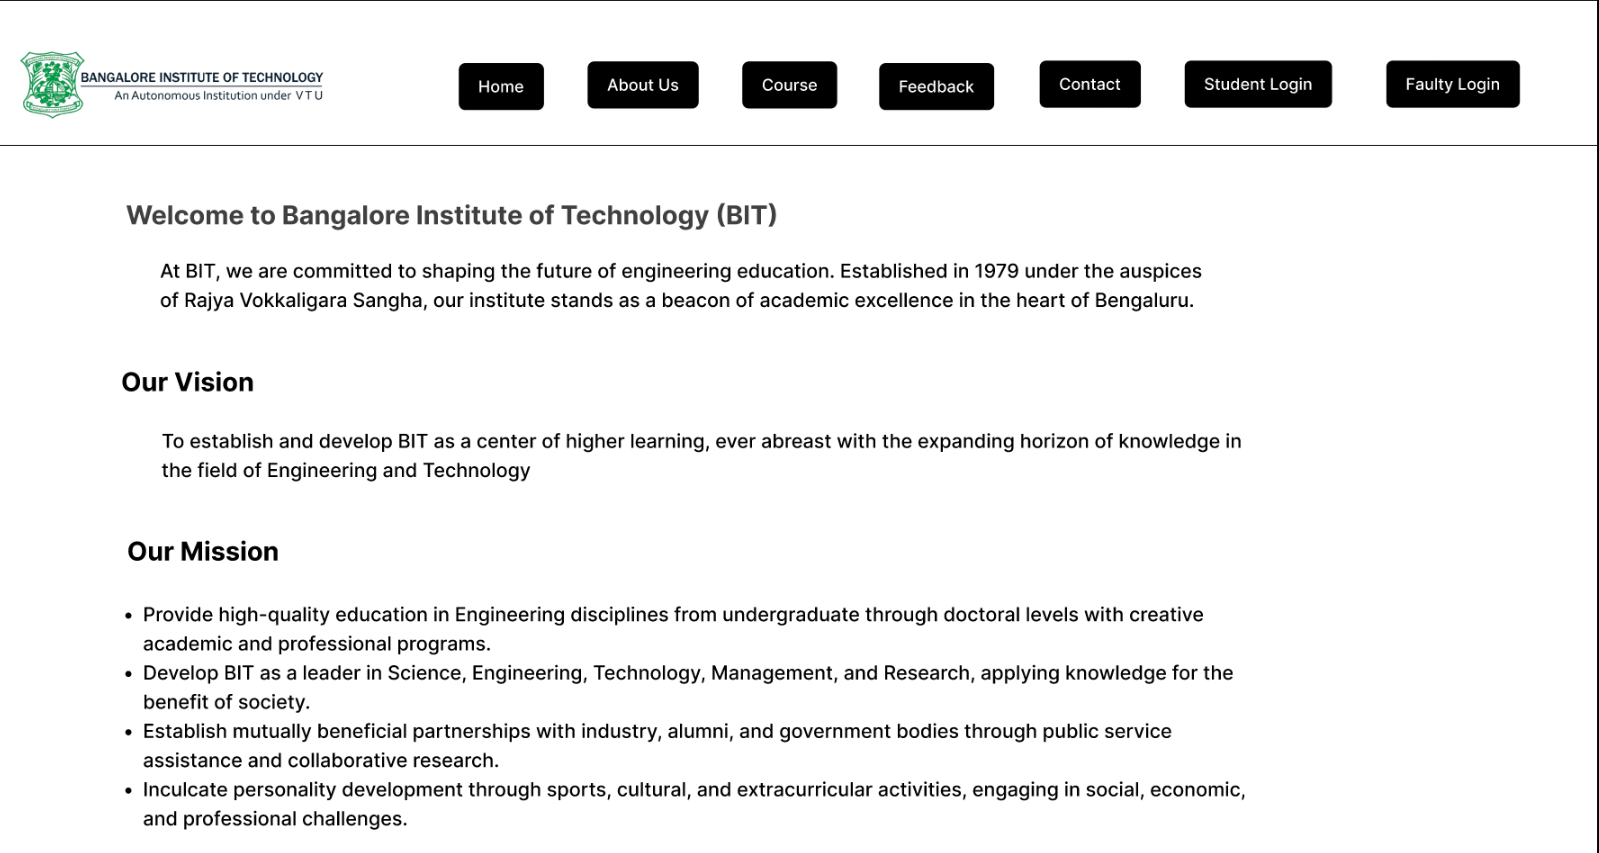 BANGALORE INSTITUTE OF TECHNOLOGY
An Autonomous Institution under V T U
Home
About Us
Course
Feedback
Contact
Student Login
Faulty Login
Welcome to Bangalore Institute of Technology (BIT)
At BIT, we are committed to shaping the future of engineering education. Established in 1979 under the auspices
of Rajya Vokkaligara Sangha, our institute stands as a beacon of academic excellence in the heart of Bengaluru.
Our Vision
To establish and develop BIT as a center of higher learning, ever abreast with the expanding horizon of knowledge in
the field of Engineering and Technology
Our Mission
• Provide high-quality education in Engineering disciplines from undergraduate through doctoral levels with creative
academic and professional programs.
• Develop BIT as a leader in Science, Engineering, Technology, Management, and Research, applying knowledge for the
benefit of society.
• Establish mutually beneficial partnerships with industry, alumni, and government bodies through public service
assistance and collaborative research.
• Inculcate personality development through sports, cultural, and extracurricular activities, engaging in social, economic,
and professional challenges.